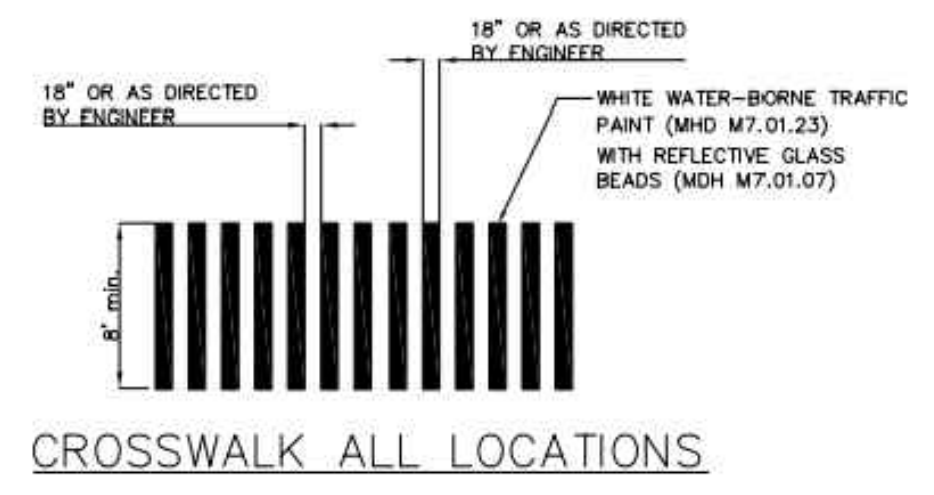 18" OR AS DIRECTED
BY ENGINEER
18" OR AS DIRECTED
BY ENGINEER
WHITE WATER-BORNE TRAFFIC
PAINT (MHD M7.01.23)
WITH REFLECTIVE GLASS
BEADS (MDH M7.01.07)
8' min.
CROSSWALK ALL LOCATIONS